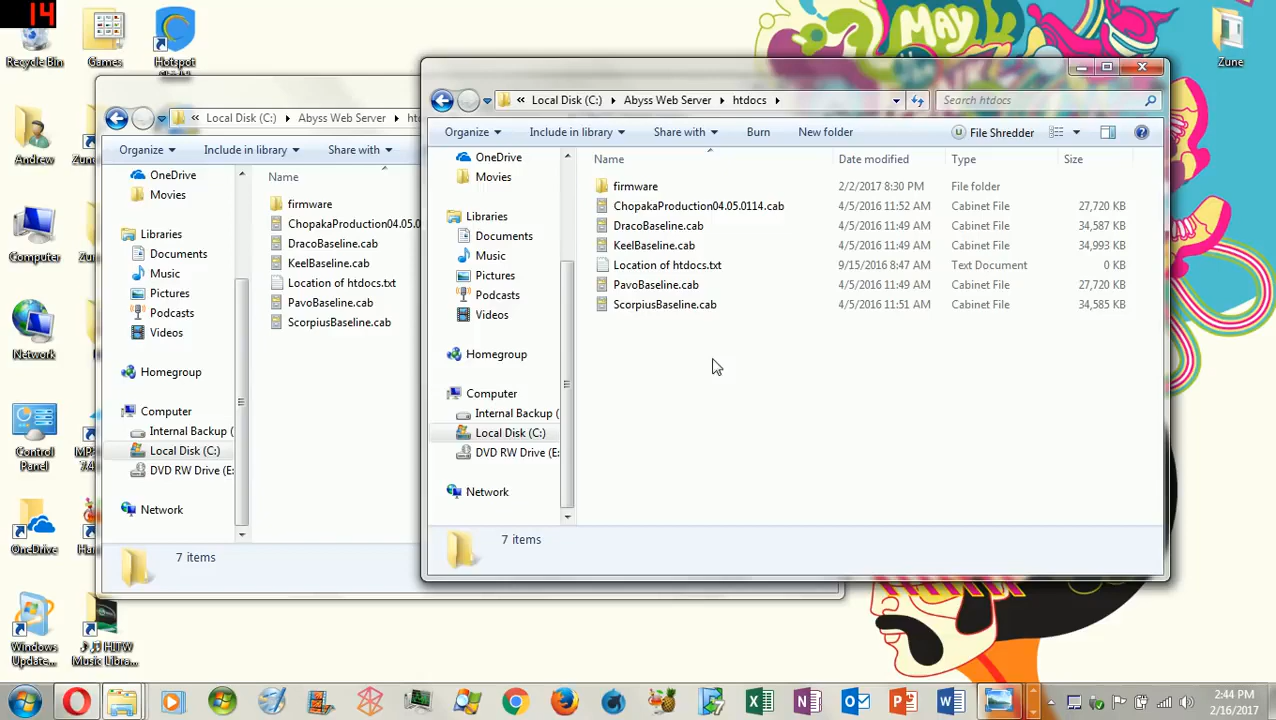 14
Recycle Bin
Games
Hotspot
Andrew
Computer
Network
Control
Panel
OneDrive
Windows
Update...
♪♫ HJTW
Music Libra...
Zune
MAY
Local Disk (C:)
Abyss Web Server
Organize
Include in library
Share with
OneDrive
Movies
Libraries
Documents
Music
Pictures
Podcasts
Videos
Homegroup
Computer
Internal Backup (
Local Disk (C:)
DVD RW Drive (E:
Network
Name
firmware
ChopakaProduction04.05.0
DracoBaseline.cab
KeelBaseline.cab
Location of htdocs.txt
PavoBaseline.cab
ScorpiusBaseline.cab
7 items
« Local Disk (C:) Abyss Web Server htdocs
Search htdocs
Organize Include in library Share with Burn New folder File Shredder
OneDrive
Movies
Libraries
Documents
Music
Pictures
Podcasts
Videos
Homegroup
Computer
Internal Backup (
Local Disk (C:)
DVD RW Drive (E:
Network
Name Date modified Type Size
firmware 2/2/2017 8:30 PM File folder
ChopakaProduction04.05.0114.cab 4/5/2016 11:52 AM Cabinet File 27,720 KB
DracoBaseline.cab 4/5/2016 11:49 AM Cabinet File 34,587 KB
KeelBaseline.cab 4/5/2016 11:49 AM Cabinet File 34,993 KB
Location of htdocs.txt 9/15/2016 8:47 AM Text Document 0 KB
PavoBaseline.cab 4/5/2016 11:49 AM Cabinet File 27,720 KB
ScorpiusBaseline.cab 4/5/2016 11:51 AM Cabinet File 34,585 KB
7 items
2:44 PM
2/16/2017